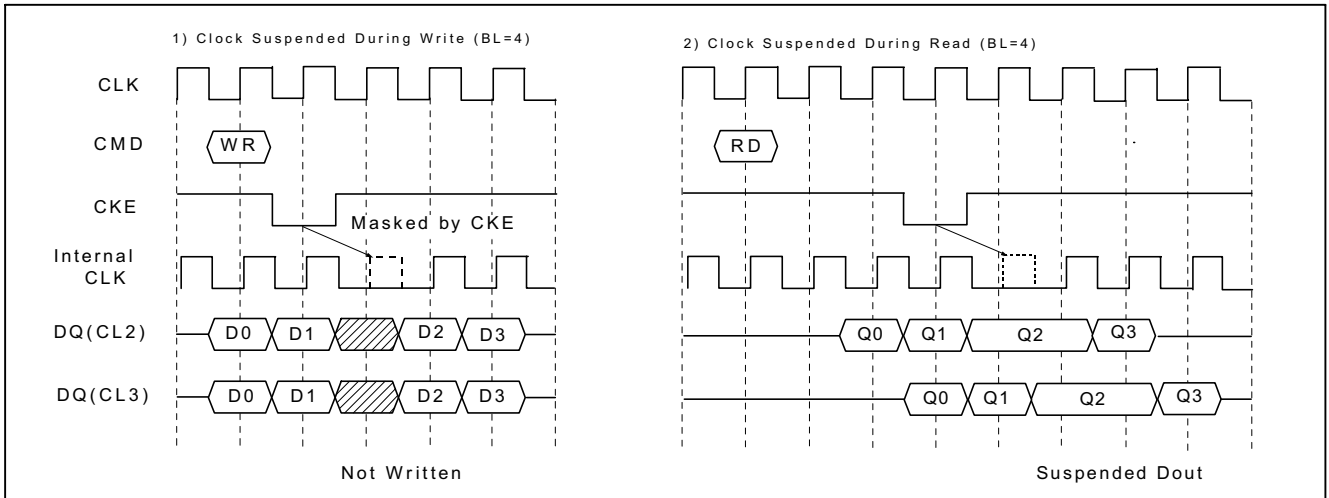 1) Clock Suspended During Write (BL=4)
2) Clock Suspended During Read (BL=4)
CLK
CMD
WR
RD
CKE
Masked by CKE
Internal
CLK
DQ(CL2)
D0 D1 D2 D3
Q0 Q1 Q2 Q3
DQ(CL3)
D0 D1 D2 D3
Q0 Q1 Q2 Q3
Not Written
Suspended Dout